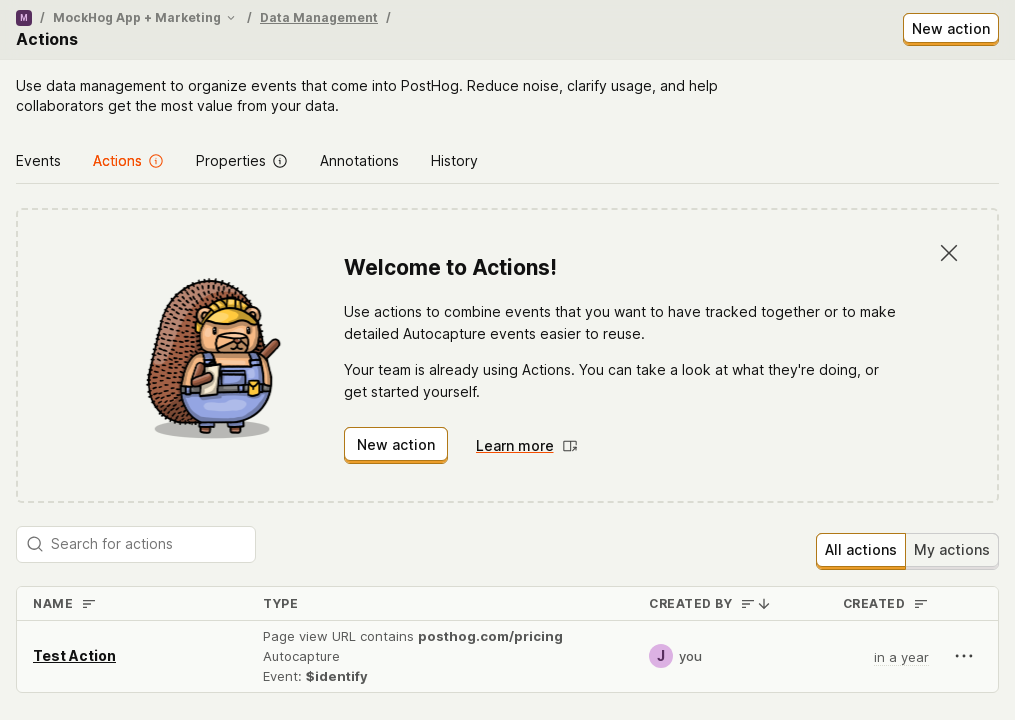 M / MockHog App + Marketing / Data Management /
Actions
New action
Use data management to organize events that come into PostHog. Reduce noise, clarify usage, and help
collaborators get the most value from your data.
Events Actions Properties Annotations History
Welcome to Actions!
Use actions to combine events that you want to have tracked together or to make
detailed Autocapture events easier to reuse.
Your team is already using Actions. You can take a look at what they're doing, or
get started yourself.
New action Learn more
Search for actions
All actions My actions
NAME TYPE CREATED BY CREATED
Page view URL contains posthog.com/pricing
Test Action Autocapture J you in a year
Event: $identify